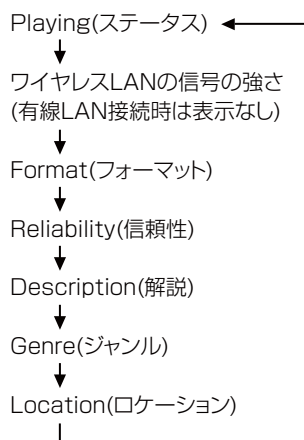 Playing(ステータス)
ワイヤレスLANの信号の強さ
(有線LAN接続時は表示なし)
Format(フォーマット)
Reliability(信頼性)
Description(解説)
Genre(ジャンル)
Location(ロケーション)